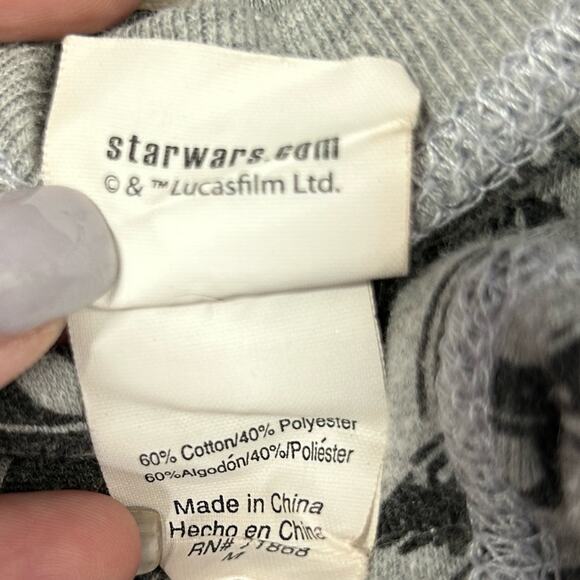 starwars.com
© & ™ Lucasfilm Ltd.
60% Cotton/40% Polyester
60%Algodón/40%/Poliéster
Made in China
Hecho en China
RN#
M